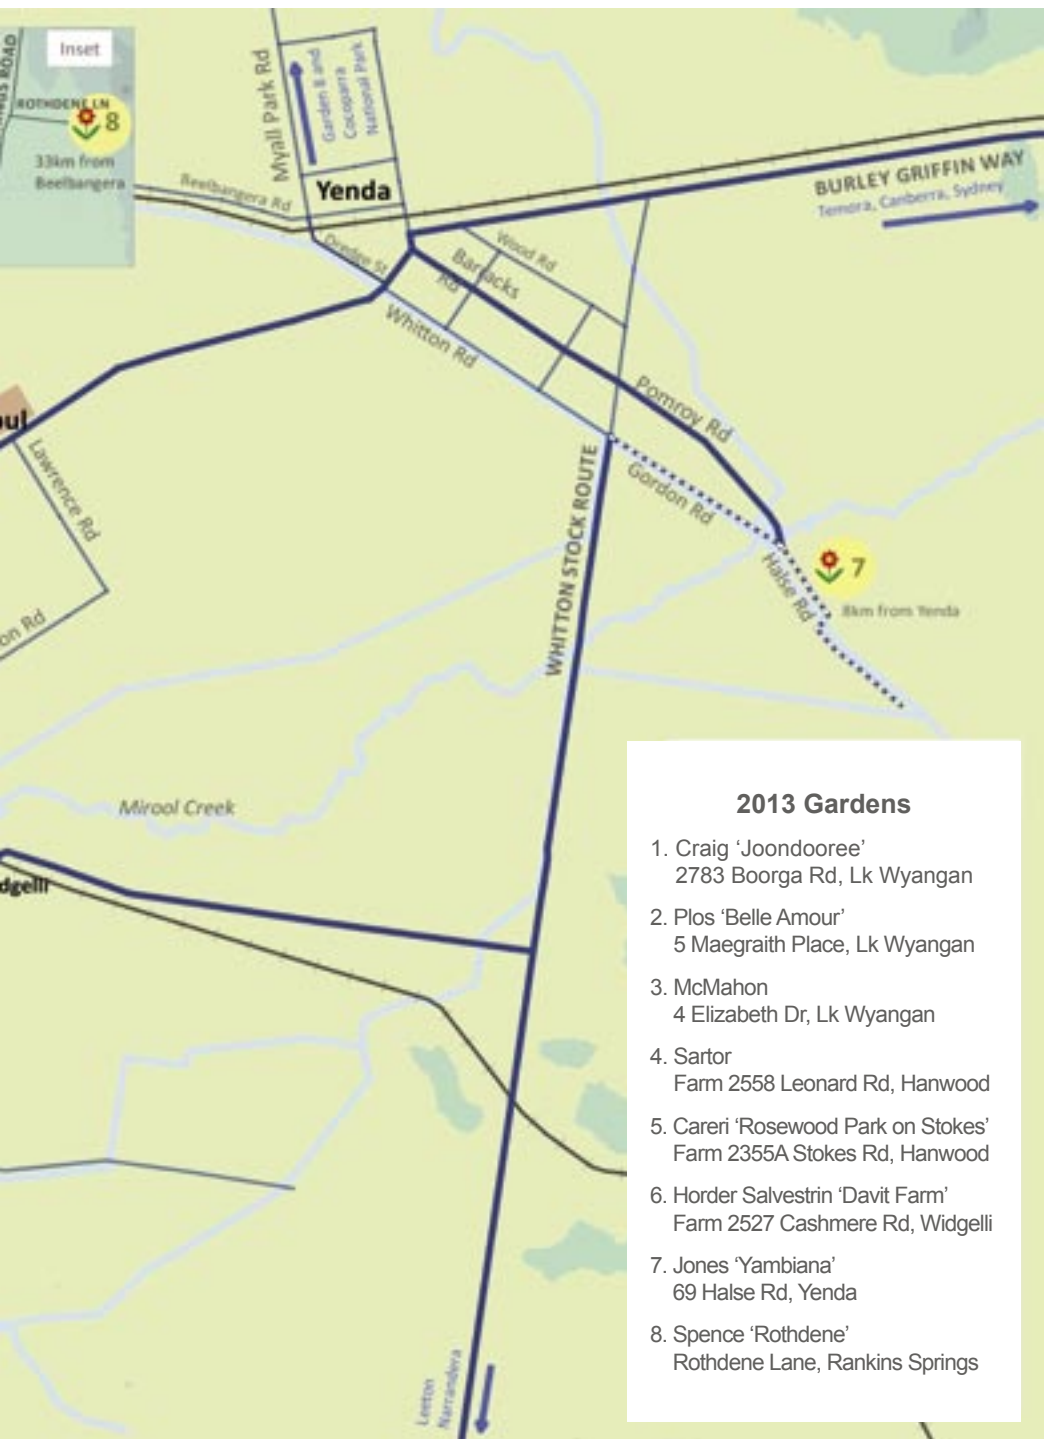 Inset
ROAD
ROTHDENE LN
8
33km from
Beelbangera
Myall Park Rd
Garden 8 and
Cocoparra
National Park
Beelbangera Rd
Yenda
BURLEY GRIFFIN WAY
Temora, Canberra, Sydney
Wood Rd
Barracks
Rd
Whitton Rd
Pomroy Rd
Lawrence Rd
Gordon Rd
WHITTON STOCK ROUTE
Halse Rd
7
8km from Yenda
on Rd
Mirool Creek
dgelli
Leeton
Narrandera
2013 Gardens
1. Craig ‘Joondooree’
2783 Boorga Rd, Lk Wyangan
2. Plos ‘Belle Amour’
5 Maegraith Place, Lk Wyangan
3. McMahon
4 Elizabeth Dr, Lk Wyangan
4. Sartor
Farm 2558 Leonard Rd, Hanwood
5. Careri ‘Rosewood Park on Stokes’
Farm 2355A Stokes Rd, Hanwood
6. Horder Salvestrin ‘Davit Farm’
Farm 2527 Cashmere Rd, Widgelli
7. Jones ‘Yambiana’
69 Halse Rd, Yenda
8. Spence ‘Rothdene’
Rothdene Lane, Rankins Springs